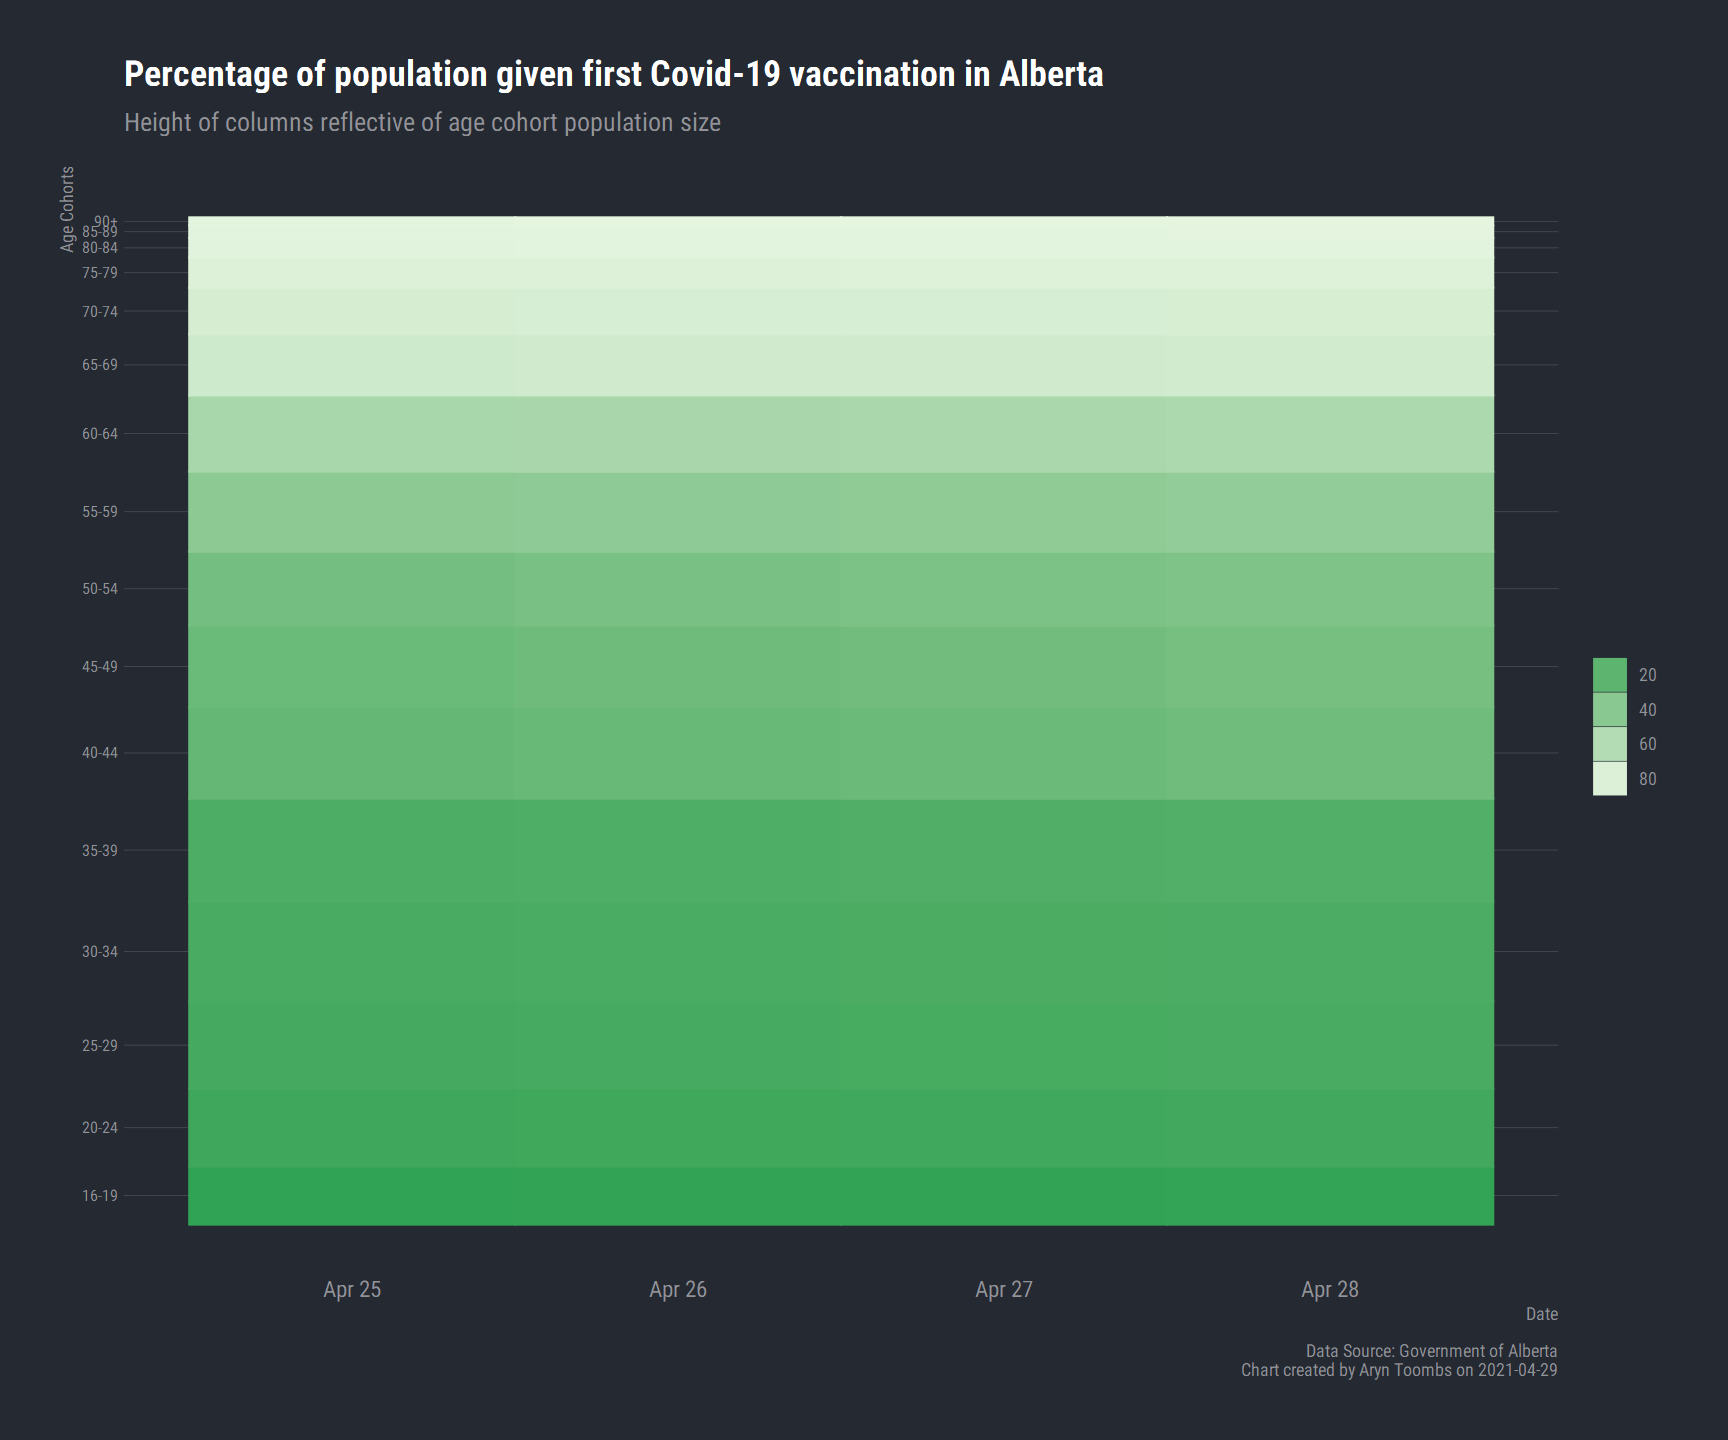 Percentage of population given first Covid-19 vaccination in Alberta
Height of columns reflective of age cohort population size
Age Cohorts
90+
85-89
80-84
75-79
70-74
65-69
60-64
55-59
50-54
45-49
40-44
35-39
30-34
25-29
20-24
16-19
20
40
60
80
Apr 25
Apr 26
Apr 27
Apr 28
Date
Data Source: Government of Alberta
Chart created by Aryn Toombs on 2021-04-29